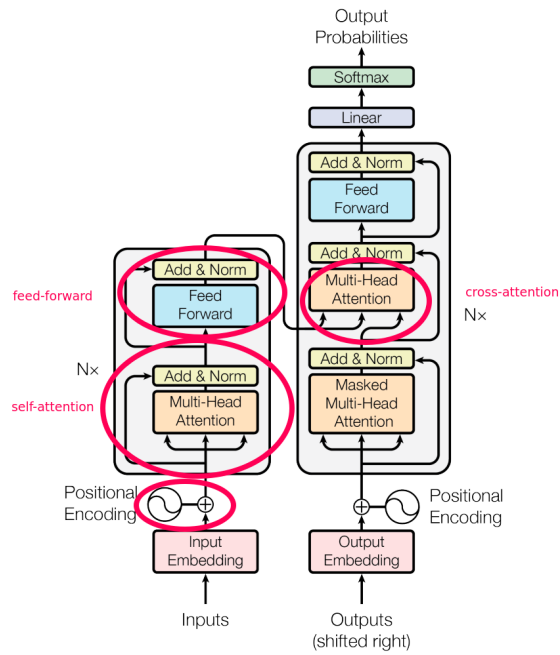 Output
Probabilities
Softmax
Linear
Add & Norm
Feed
Forward
Add & Norm
Multi-Head
Attention
cross-attention
N×
Add & Norm
Masked
Multi-Head
Attention
Positional
Encoding
Output
Embedding
Outputs
(shifted right)
feed-forward
Add & Norm
Feed
Forward
N×
self-attention
Add & Norm
Multi-Head
Attention
Positional
Encoding
Input
Embedding
Inputs